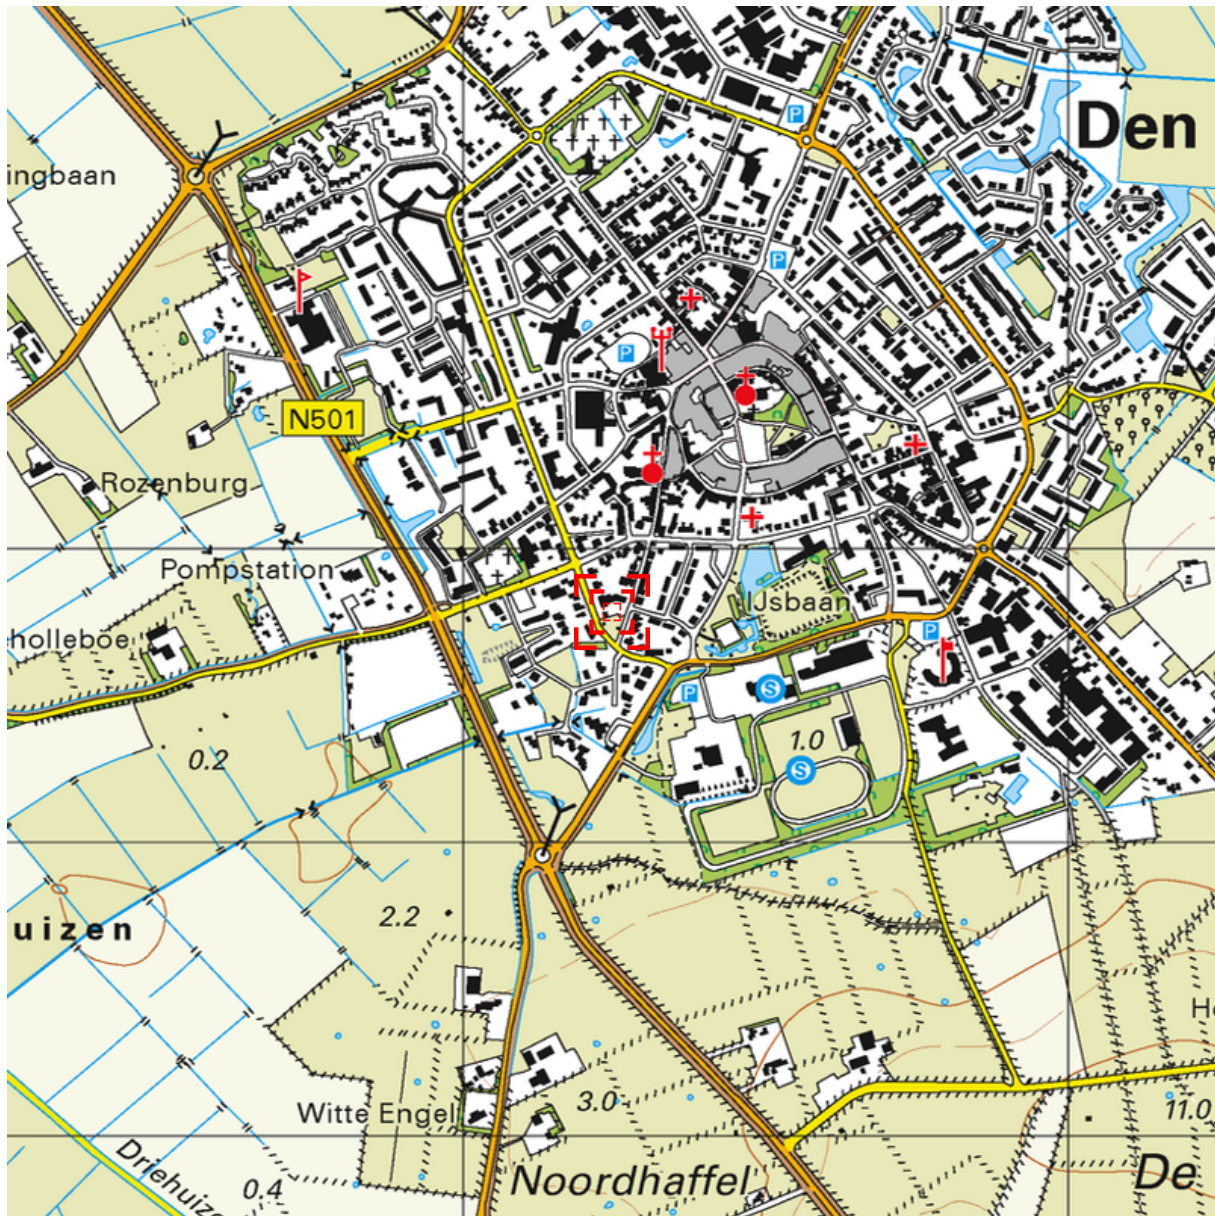 Den
P
ingbaan
P
P
N501
Rozenburg
Pompstation
IJsbaan
holleboe
P
P
S
1.0
S
0.2
2.2
uizen
H
Witte Engel
3.0
11.0
Driehuize
0.4
Noordhaffel
De